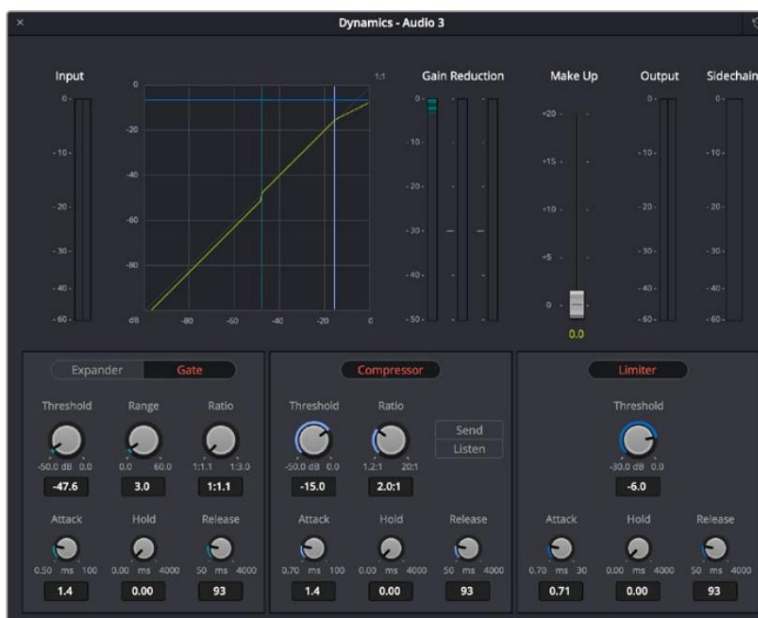 × Dynamics - Audio 3
Input Gain Reduction Make Up Output Sidechain
0 1:1 0- 0- 0- 0-
-20 -40 -60 -80
dB -80 -60 -40 -20 0
-10- -20- -30- -40- -60-
-10- -20- -30- -40- -50-
+20 +15 +10 +5 0
-10- -20- -30- -40- -60-
-10- -20- -30- -40- -60-
0.0
Expander Gate
Threshold Range Ratio
-50.0 dB 0.0 0.0 60.0 1:1.1 1:3.0
-47.6 3.0 1:1.1
Attack Hold Release
0.50 ms 100 0.00 ms 4000 50 ms 4000
1.4 0.00 93
Compressor
Threshold Ratio
Send
Listen
-50.0 dB 0.0 1.2:1 20:1
-15.0 2.0:1
Attack Hold Release
0.70 ms 100 0.00 ms 4000 50 ms 4000
1.4 0.00 93
Limiter
Threshold
-30.0 dB 0.0
-6.0
Attack Hold Release
0.70 ms 30 0.00 ms 4000 50 ms 4000
0.71 0.00 93